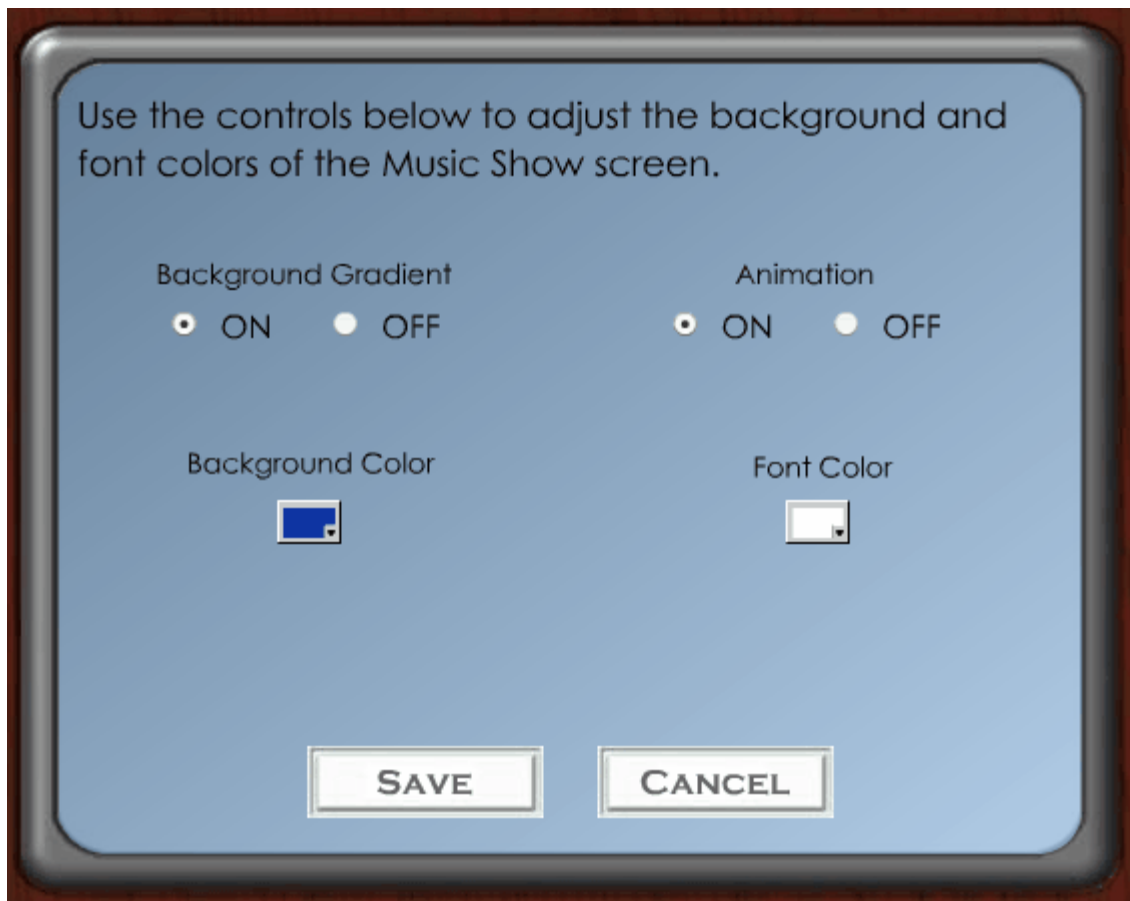 Use the controls below to adjust the background and
font colors of the Music Show screen.
Background Gradient
ON OFF
Animation
ON OFF
Background Color
Font Color
SAVE
CANCEL